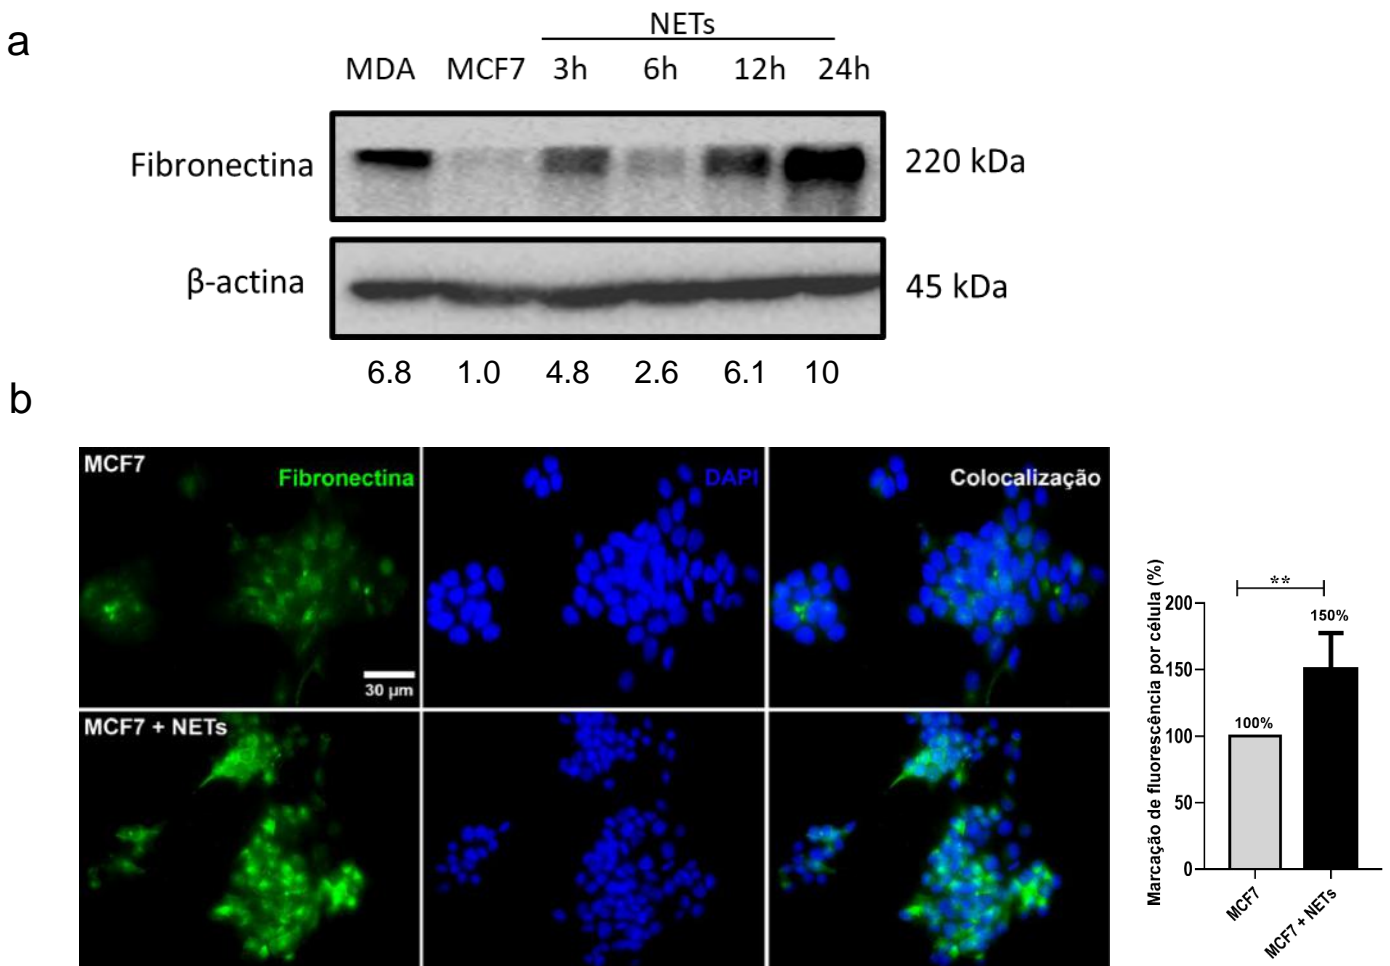 a
NETs
MDA MCF7 3h 6h 12h 24h
Fibronectina 220 kDa
β-actina 45 kDa
6.8 1.0 4.8 2.6 6.1 10
b
MCF7 Fibronectina DAPI Colocalização
30 µm
MCF7 + NETs
Marcação de fluorescência por célula (%)
**
200
150%
150
100%
100
50
0
MCF7
MCF7 + NETs